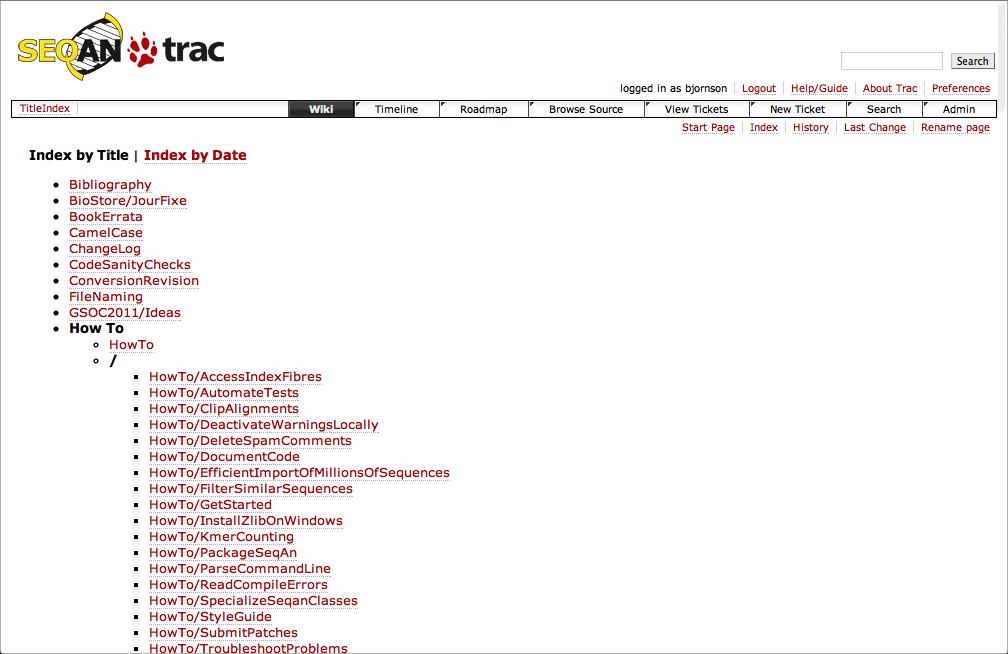 SEQAN trac
Search
logged in as bjornson Logout Help/Guide About Trac Preferences
TitleIndex Wiki Timeline Roadmap Browse Source View Tickets New Ticket Search Admin
Start Page Index History Last Change Rename page
Index by Title | Index by Date
Bibliography
BioStore/JourFixe
BookErrata
CamelCase
ChangeLog
CodeSanityChecks
ConversionRevision
FileNaming
GSOC2011/Ideas
How To
HowTo
/
HowTo/AccessIndexFibres
HowTo/AutomateTests
HowTo/ClipAlignments
HowTo/DeactivateWarningsLocally
HowTo/DeleteSpamComments
HowTo/DocumentCode
HowTo/EfficientImportOfMillionsOfSequences
HowTo/FilterSimilarSequences
HowTo/GetStarted
HowTo/InstallZlibOnWindows
HowTo/KmerCounting
HowTo/PackageSeqAn
HowTo/ParseCommandLine
HowTo/ReadCompileErrors
HowTo/SpecializeSeqanClasses
HowTo/StyleGuide
HowTo/SubmitPatches
HowTo/TroubleshootProblems